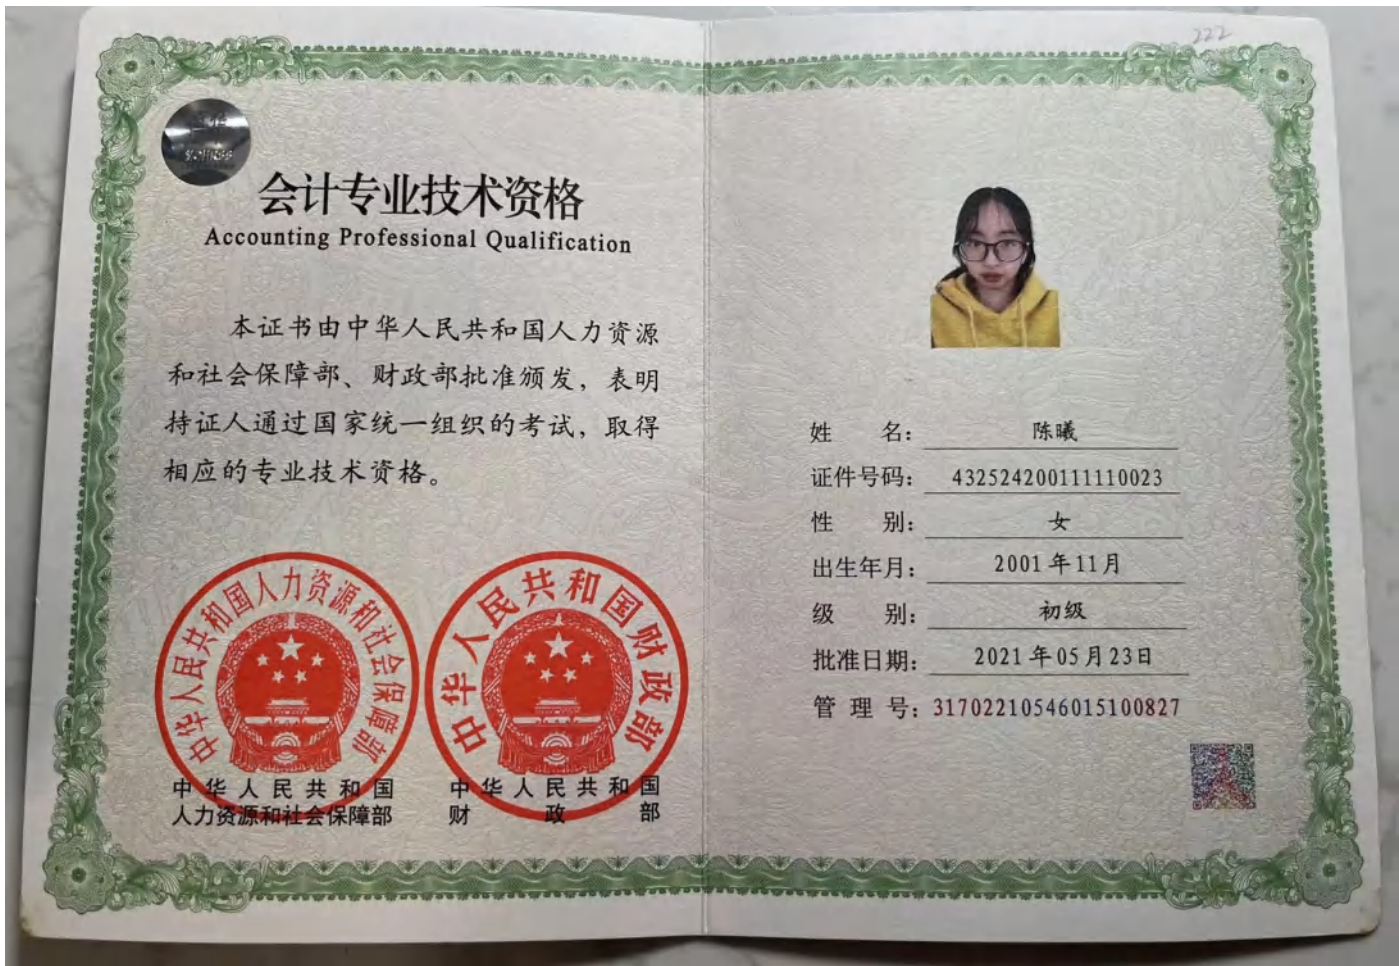 222
会计专业技术资格
Accounting Professional Qualification
本证书由中华人民共和国人力资源
和社会保障部、财政部批准颁发，表明
持证人通过国家统一组织的考试，取得
相应的专业技术资格。
中华人民共和国人力资源和社会保障部
中华人民共和国财政部
中华人民共和国
人力资源和社会保障部
中华人民共和国
财政部
姓名：陈曦
证件号码：432524200111110023
性别：女
出生年月：2001年11月
级别：初级
批准日期：2021年05月23日
管理号：31702210546015100827